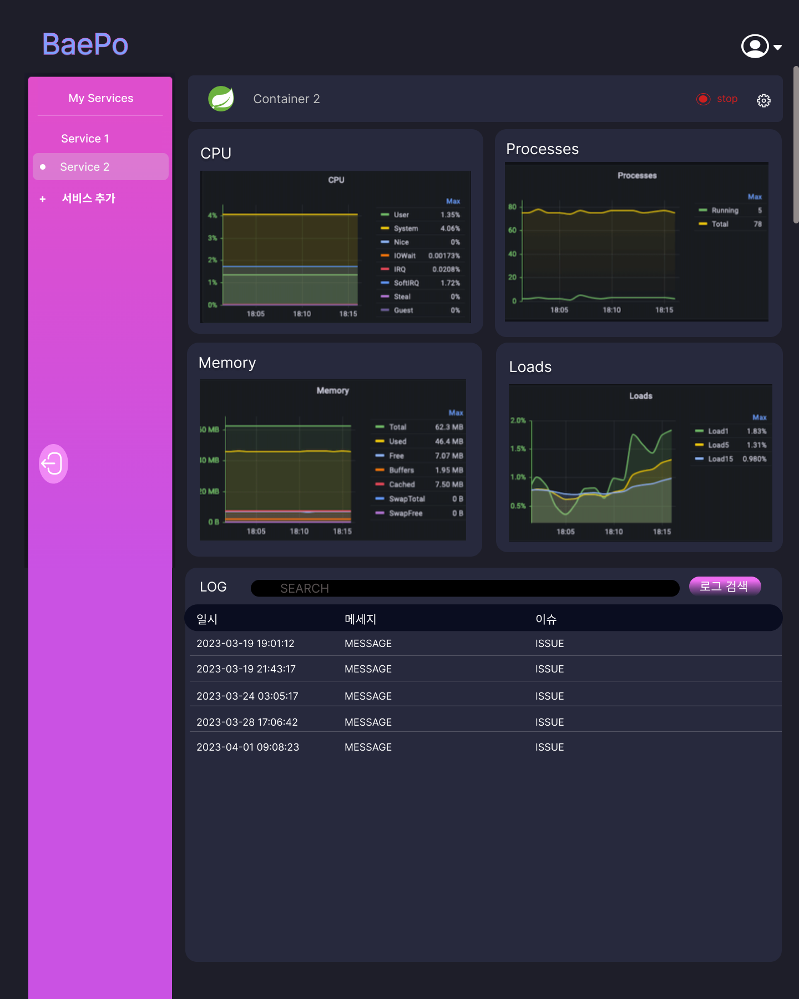 BaePo
My Services
Service 1
Service 2
+ 서비스 추가
Container 2
stop
CPU
CPU
Max
User 1.35%
System 4.06%
Nice 0%
IOWait 0.00173%
IRQ 0.0208%
SoftIRQ 1.72%
Steal 0%
Guest 0%
4%
3%
2%
1%
0%
18:05 18:10 18:15
Processes
Processes
Max
Running 5
Total 78
80
60
40
20
0
18:05 18:10 18:15
Memory
Memory
Max
Total 62.3 MB
Used 46.4 MB
Free 7.07 MB
Buffers 1.95 MB
Cached 7.50 MB
SwapTotal 0 B
SwapFree 0 B
60 MB
40 MB
20 MB
0 B
18:05 18:10 18:15
Loads
Loads
Max
Load1 1.83%
Load5 1.31%
Load15 0.980%
2.0%
1.5%
1.0%
0.5%
18:05 18:10 18:15
LOG SEARCH 로그 검색
일시 메세지 이슈
2023-03-19 19:01:12 MESSAGE ISSUE
2023-03-19 21:43:17 MESSAGE ISSUE
2023-03-24 03:05:17 MESSAGE ISSUE
2023-03-28 17:06:42 MESSAGE ISSUE
2023-04-01 09:08:23 MESSAGE ISSUE